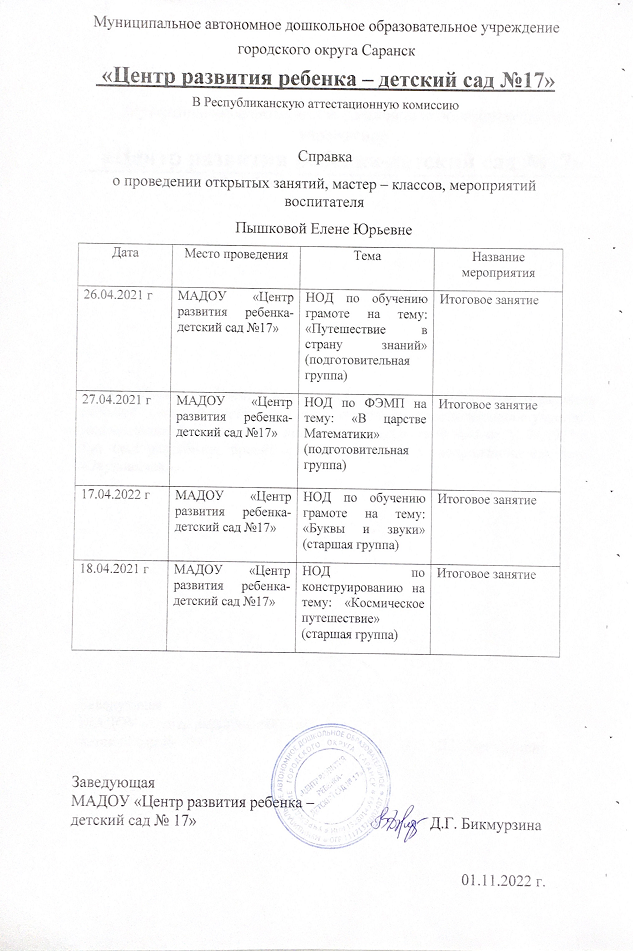 Муниципальное автономное дошкольное образовательное учреждение
городского округа Саранск
«Центр развития ребенка – детский сад №17»
В Республиканскую аттестационную комиссию
Справка
о проведении открытых занятий, мастер – классов, мероприятий
воспитателя
Пышковой Елене Юрьевне
Дата
Место проведения
Тема
Название
мероприятия
26.04.2021 г
МАДОУ «Центр
развития ребенка-
детский сад №17»
НОД по обучению
грамоте на тему:
«Путешествие в
страну знаний»
(подготовительная
группа)
Итоговое занятие
27.04.2021 г
МАДОУ «Центр
развития ребенка-
детский сад №17»
НОД по ФЭМП на
тему: «В царстве
Математики»
(подготовительная
группа)
Итоговое занятие
17.04.2022 г
МАДОУ «Центр
развития ребенка-
детский сад №17»
НОД по обучению
грамоте на тему:
«Буквы и звуки»
(старшая группа)
Итоговое занятие
18.04.2021 г
МАДОУ «Центр
развития ребенка-
детский сад №17»
НОД по
конструированию на
тему: «Космическое
путешествие»
(старшая группа)
Итоговое занятие
Заведующая
МАДОУ «Центр развития ребенка –
детский сад № 17»
Д.Г. Бикмурзина
01.11.2022 г.